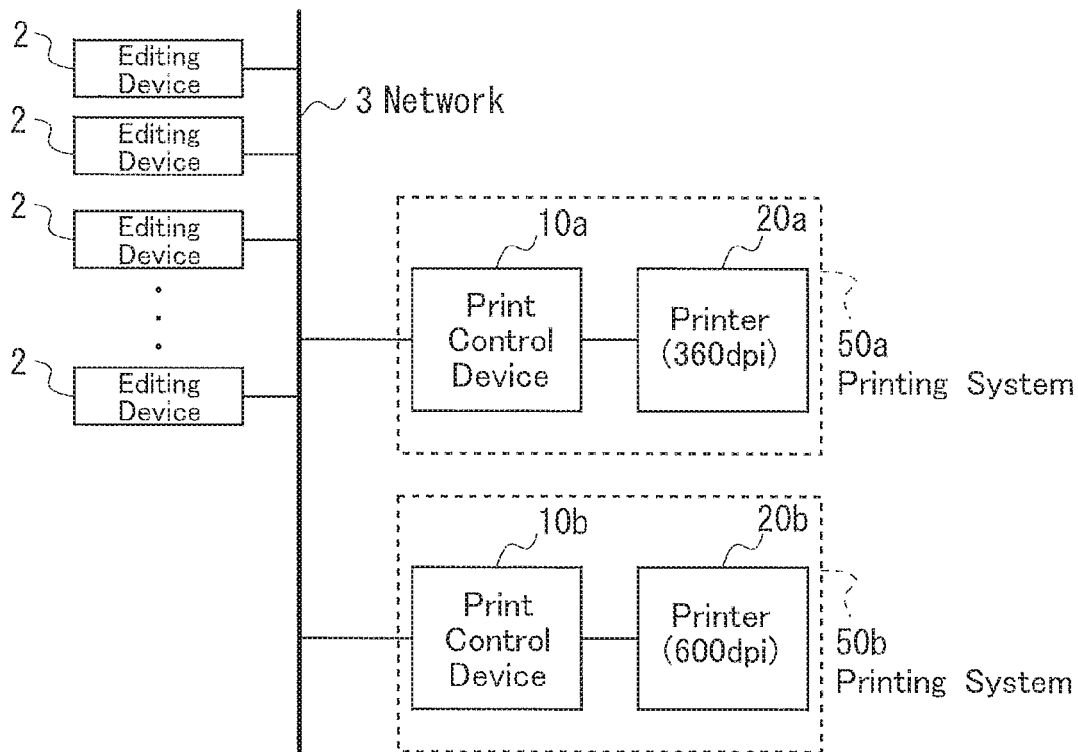 2
Editing
Device
3 Network
2
Editing
Device
2
Editing
Device
10a
20a
Print
Control
Device
Printer
(360dpi)
50a
Printing System
2
Editing
Device
10b
20b
Print
Control
Device
Printer
(600dpi)
50b
Printing System